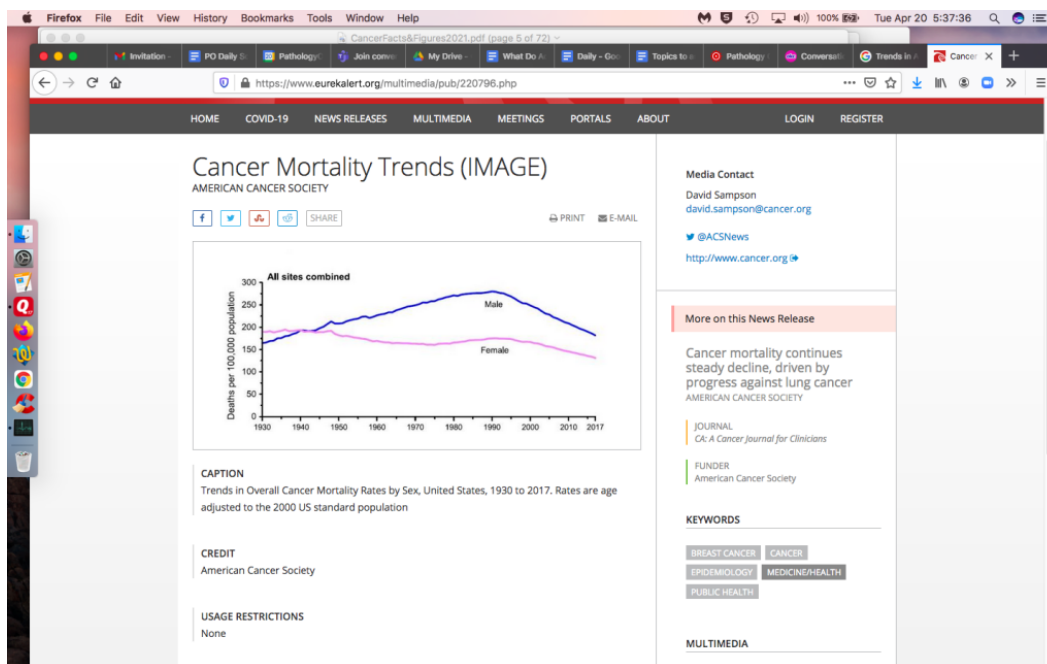 Firefox File Edit View History Bookmarks Tools Window Help
100% Tue Apr 20 5:37:36
CancerFacts&Figures2021.pdf (page 5 of 72)
Invitation - PO Daily S Pathology Join conve My Drive - What Do A Daily - Goo Topics to Pathology Conversati Trends in A Cancer
https://www.eurekalert.org/multimedia/pub/220796.php
HOME COVID-19 NEWS RELEASES MULTIMEDIA MEETINGS PORTALS ABOUT LOGIN REGISTER
Cancer Mortality Trends (IMAGE)
AMERICAN CANCER SOCIETY
SHARE PRINT E-MAIL
All sites combined
Deaths per 100,000 population
300
250
200
150
100
50
0
Male
Female
1930 1940 1950 1960 1970 1980 1990 2000 2010 2017
CAPTION
Trends in Overall Cancer Mortality Rates by Sex, United States, 1930 to 2017. Rates are age
adjusted to the 2000 US standard population
CREDIT
American Cancer Society
USAGE RESTRICTIONS
None
Media Contact
David Sampson
david.sampson@cancer.org
@ACSNews
http://www.cancer.org
More on this News Release
Cancer mortality continues
steady decline, driven by
progress against lung cancer
AMERICAN CANCER SOCIETY
JOURNAL
CA: A Cancer Journal for Clinicians
FUNDER
American Cancer Society
KEYWORDS
BREAST CANCER CANCER
EPIDEMIOLOGY MEDICINE/HEALTH
PUBLIC HEALTH
MULTIMEDIA